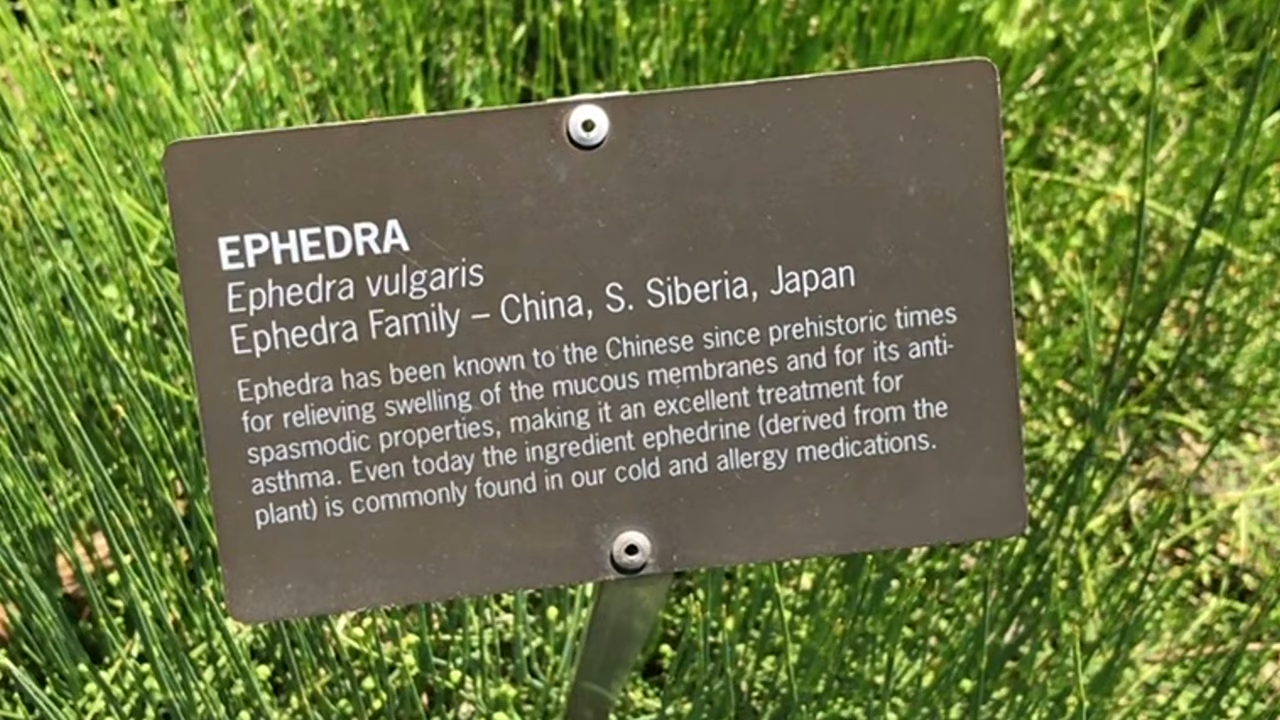 EPHEDRA
Ephedra vulgaris
Ephedra Family – China, S. Siberia, Japan
Ephedra has been known to the Chinese since prehistoric times
for relieving swelling of the mucous membranes and for its anti-
spasmodic properties, making it an excellent treatment for
asthma. Even today the ingredient ephedrine (derived from the
plant) is commonly found in our cold and allergy medications.